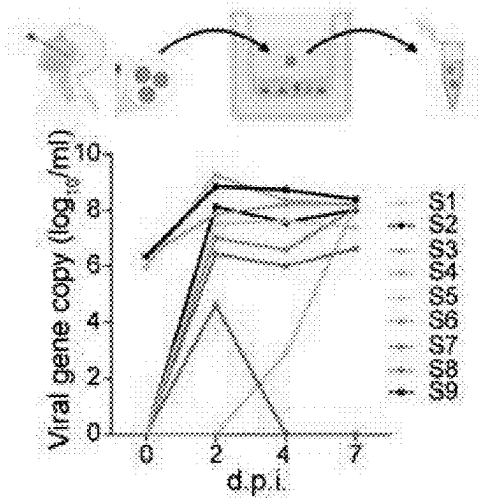 Viral gene copy (log₁₀/ml)
10
8
6
4
2
0
0 2 4 7
d.p.i.
S1
S2
S3
S4
S5
S6
S7
S8
S9